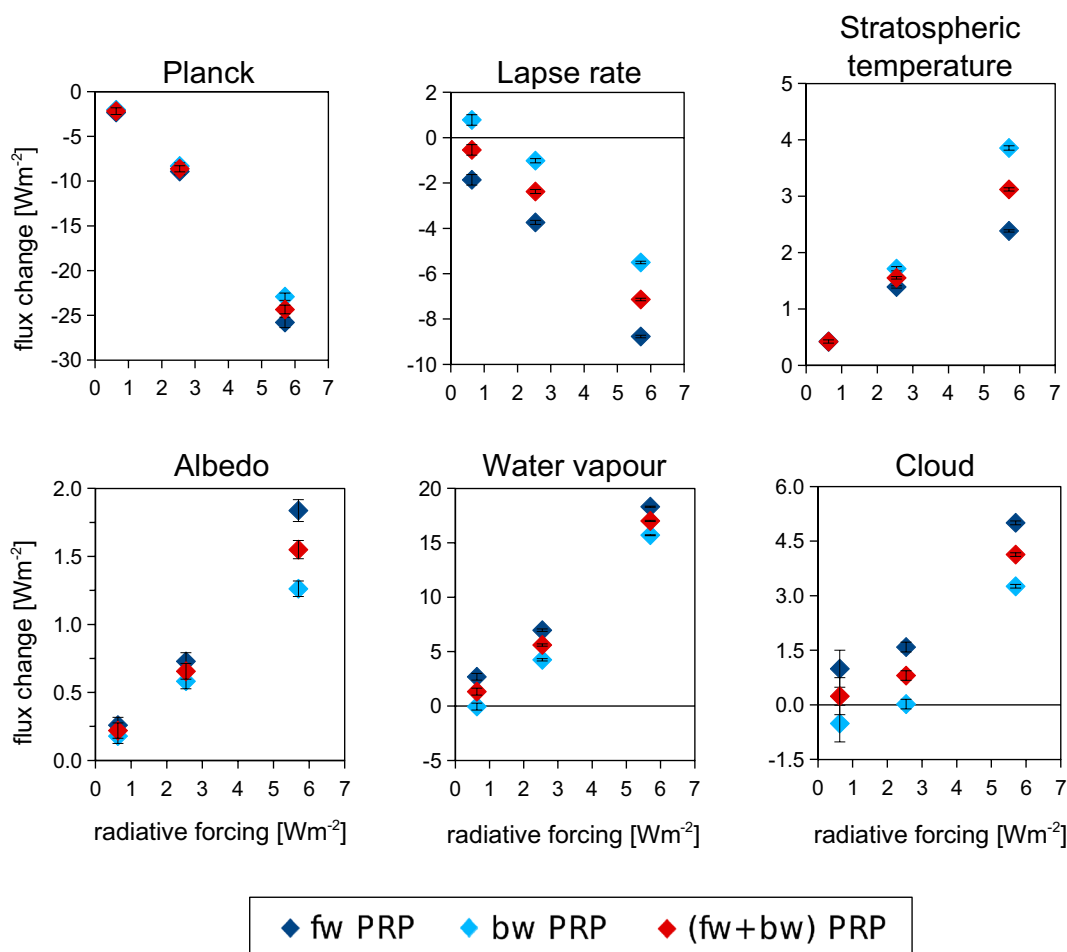 Planck
Lapse rate
Stratospheric
temperature
flux change [Wm-2]
0
-5
-10
-15
-20
-25
-30
0 1 2 3 4 5 6 7
2
0
-2
-4
-6
-8
-10
0 1 2 3 4 5 6 7
5
4
3
2
1
0
0 1 2 3 4 5 6 7
Albedo
Water vapour
Cloud
flux change [Wm-2]
2.0
1.5
1.0
0.5
0.0
0 1 2 3 4 5 6 7
radiative forcing [Wm-2]
20
15
10
5
0
-5
0 1 2 3 4 5 6 7
radiative forcing [Wm-2]
6.0
4.5
3.0
1.5
0.0
-1.5
0 1 2 3 4 5 6 7
radiative forcing [Wm-2]
fw PRP bw PRP (fw+bw) PRP